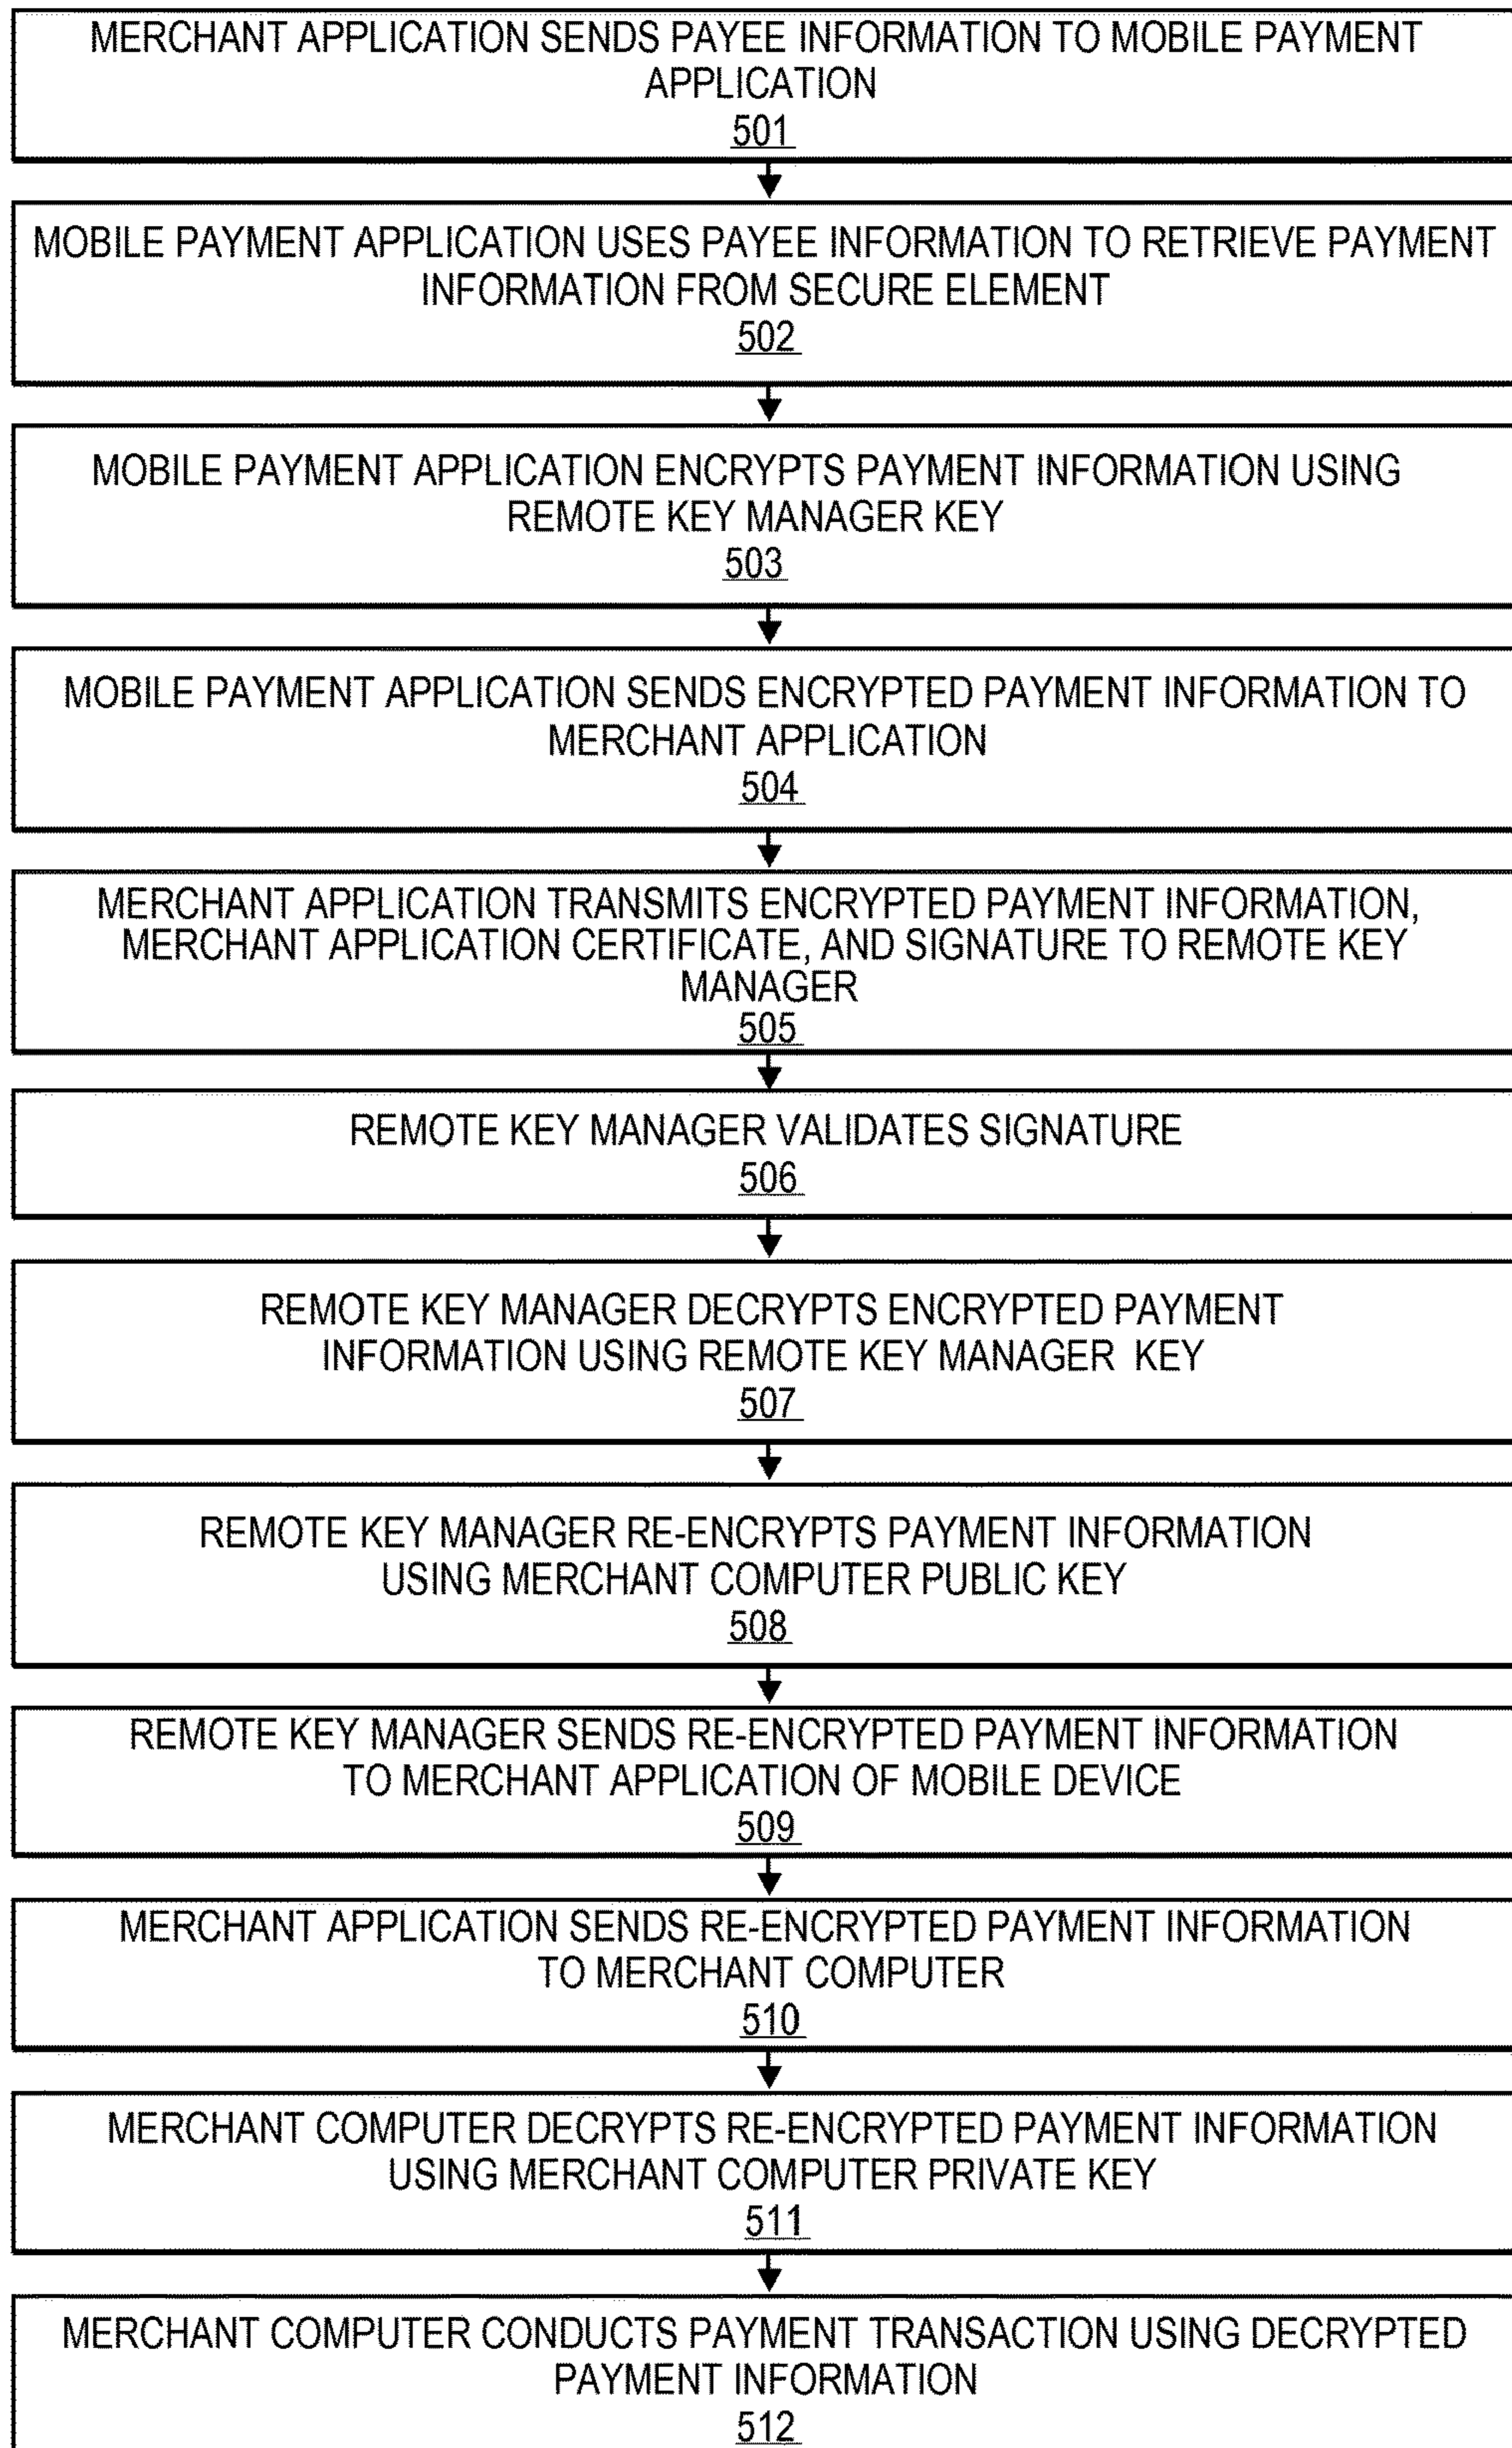 MERCHANT APPLICATION SENDS PAYEE INFORMATION TO MOBILE PAYMENT
APPLICATION
501
MOBILE PAYMENT APPLICATION USES PAYEE INFORMATION TO RETRIEVE PAYMENT
INFORMATION FROM SECURE ELEMENT
502
MOBILE PAYMENT APPLICATION ENCRYPTS PAYMENT INFORMATION USING
REMOTE KEY MANAGER KEY
503
MOBILE PAYMENT APPLICATION SENDS ENCRYPTED PAYMENT INFORMATION TO
MERCHANT APPLICATION
504
MERCHANT APPLICATION TRANSMITS ENCRYPTED PAYMENT INFORMATION,
MERCHANT APPLICATION CERTIFICATE, AND SIGNATURE TO REMOTE KEY
MANAGER
505
REMOTE KEY MANAGER VALIDATES SIGNATURE
506
REMOTE KEY MANAGER DECRYPTS ENCRYPTED PAYMENT
INFORMATION USING REMOTE KEY MANAGER KEY
507
REMOTE KEY MANAGER RE-ENCRYPTS PAYMENT INFORMATION
USING MERCHANT COMPUTER PUBLIC KEY
508
REMOTE KEY MANAGER SENDS RE-ENCRYPTED PAYMENT INFORMATION
TO MERCHANT APPLICATION OF MOBILE DEVICE
509
MERCHANT APPLICATION SENDS RE-ENCRYPTED PAYMENT INFORMATION
TO MERCHANT COMPUTER
510
MERCHANT COMPUTER DECRYPTS RE-ENCRYPTED PAYMENT INFORMATION
USING MERCHANT COMPUTER PRIVATE KEY
511
MERCHANT COMPUTER CONDUCTS PAYMENT TRANSACTION USING DECRYPTED
PAYMENT INFORMATION
512